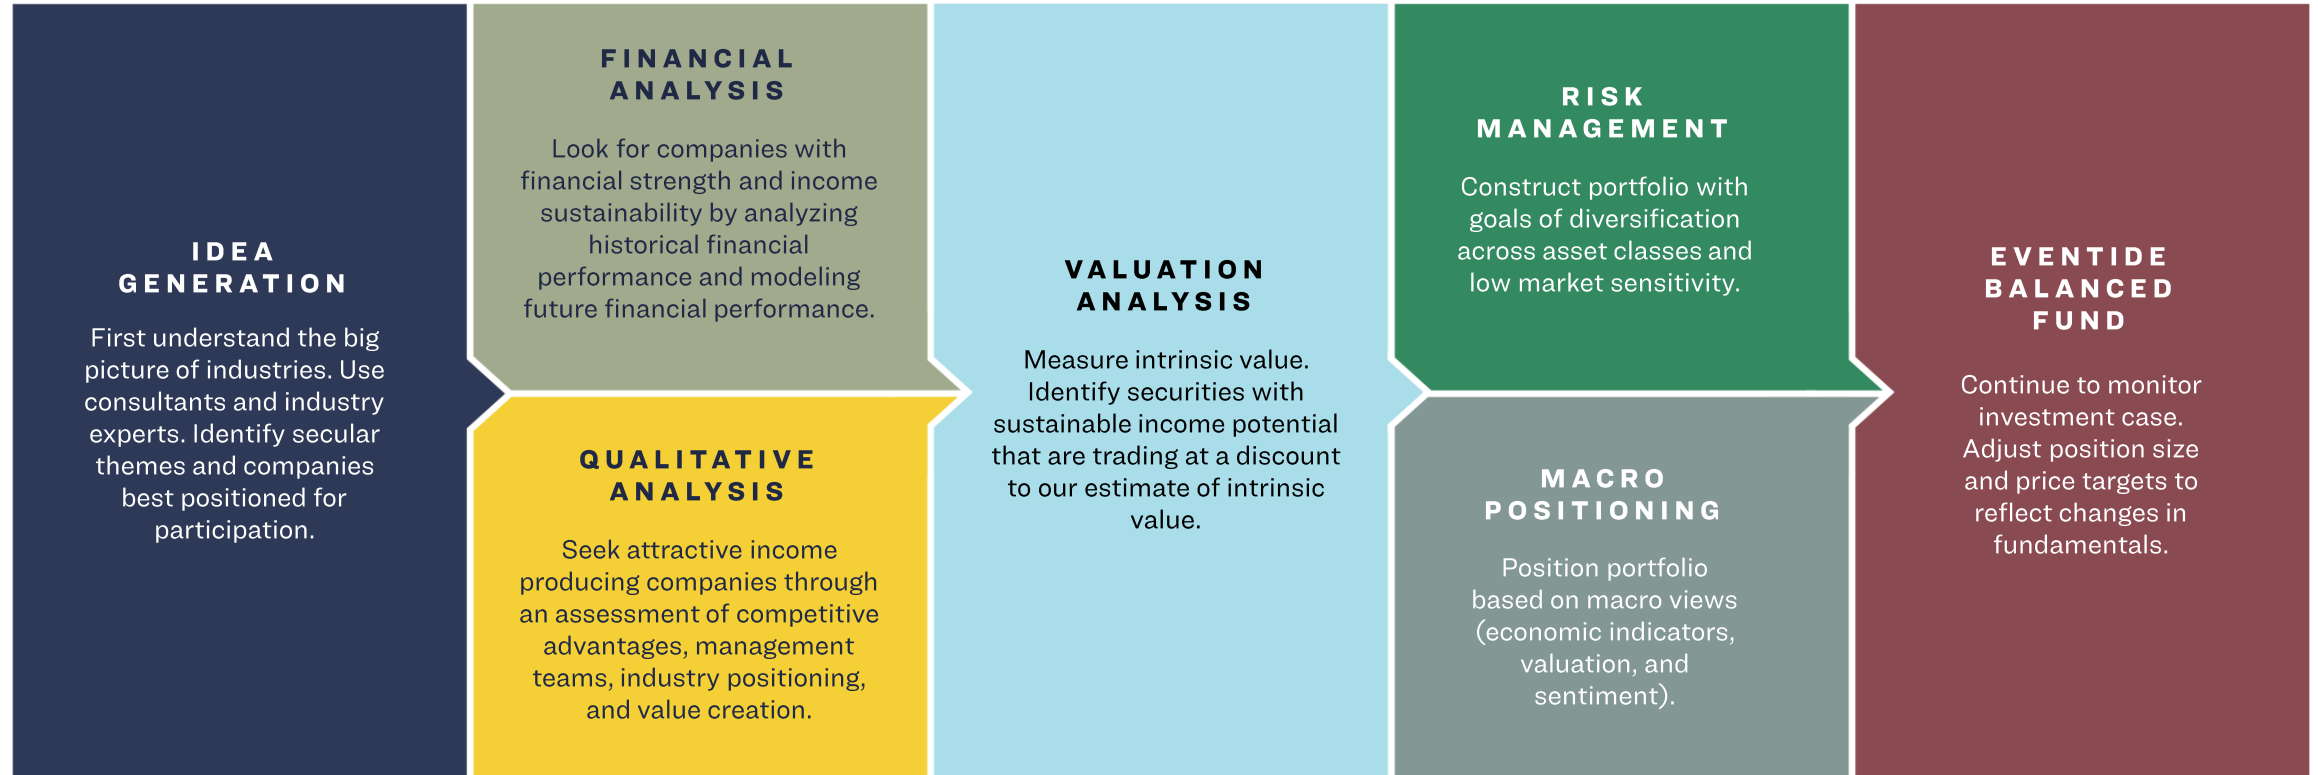 IDEA
GENERATION
First understand the big
picture of industries. Use
consultants and industry
experts. Identify secular
themes and companies
best positioned for
participation.
FINANCIAL
ANALYSIS
Look for companies with
financial strength and income
sustainability by analyzing
historical financial
performance and modeling
future financial performance.
QUALITATIVE
ANALYSIS
Seek attractive income
producing companies through
an assessment of competitive
advantages, management
teams, industry positioning,
and value creation.
VALUATION
ANALYSIS
Measure intrinsic value.
Identify securities with
sustainable income potential
that are trading at a discount
to our estimate of intrinsic
value.
RISK
MANAGEMENT
Construct portfolio with
goals of diversification
across asset classes and
low market sensitivity.
MACRO
POSITIONING
Position portfolio
based on macro views
(economic indicators,
valuation, and
sentiment).
EVENTIDE
BALANCED
FUND
Continue to monitor
investment case.
Adjust position size
and price targets to
reflect changes in
fundamentals.